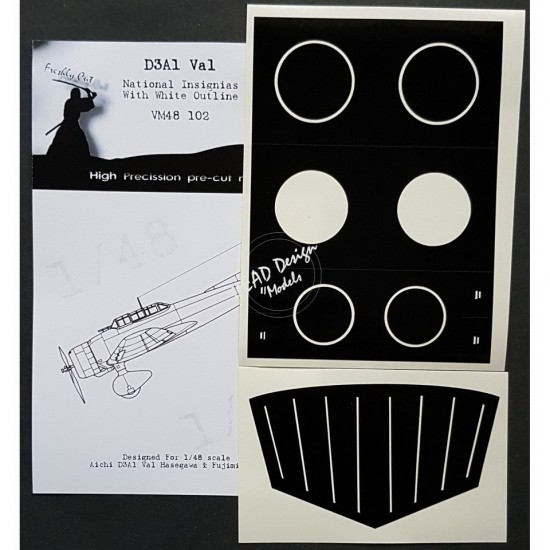 Freshly Cut
D3A1 Val
National Insignias
With White Outline
VM48 102
High Precission pre-cut
1/48
CAD Design
"Models
Designed For 1/48 scale
Aichi D3A1 Val Hasegawa & Fujimi